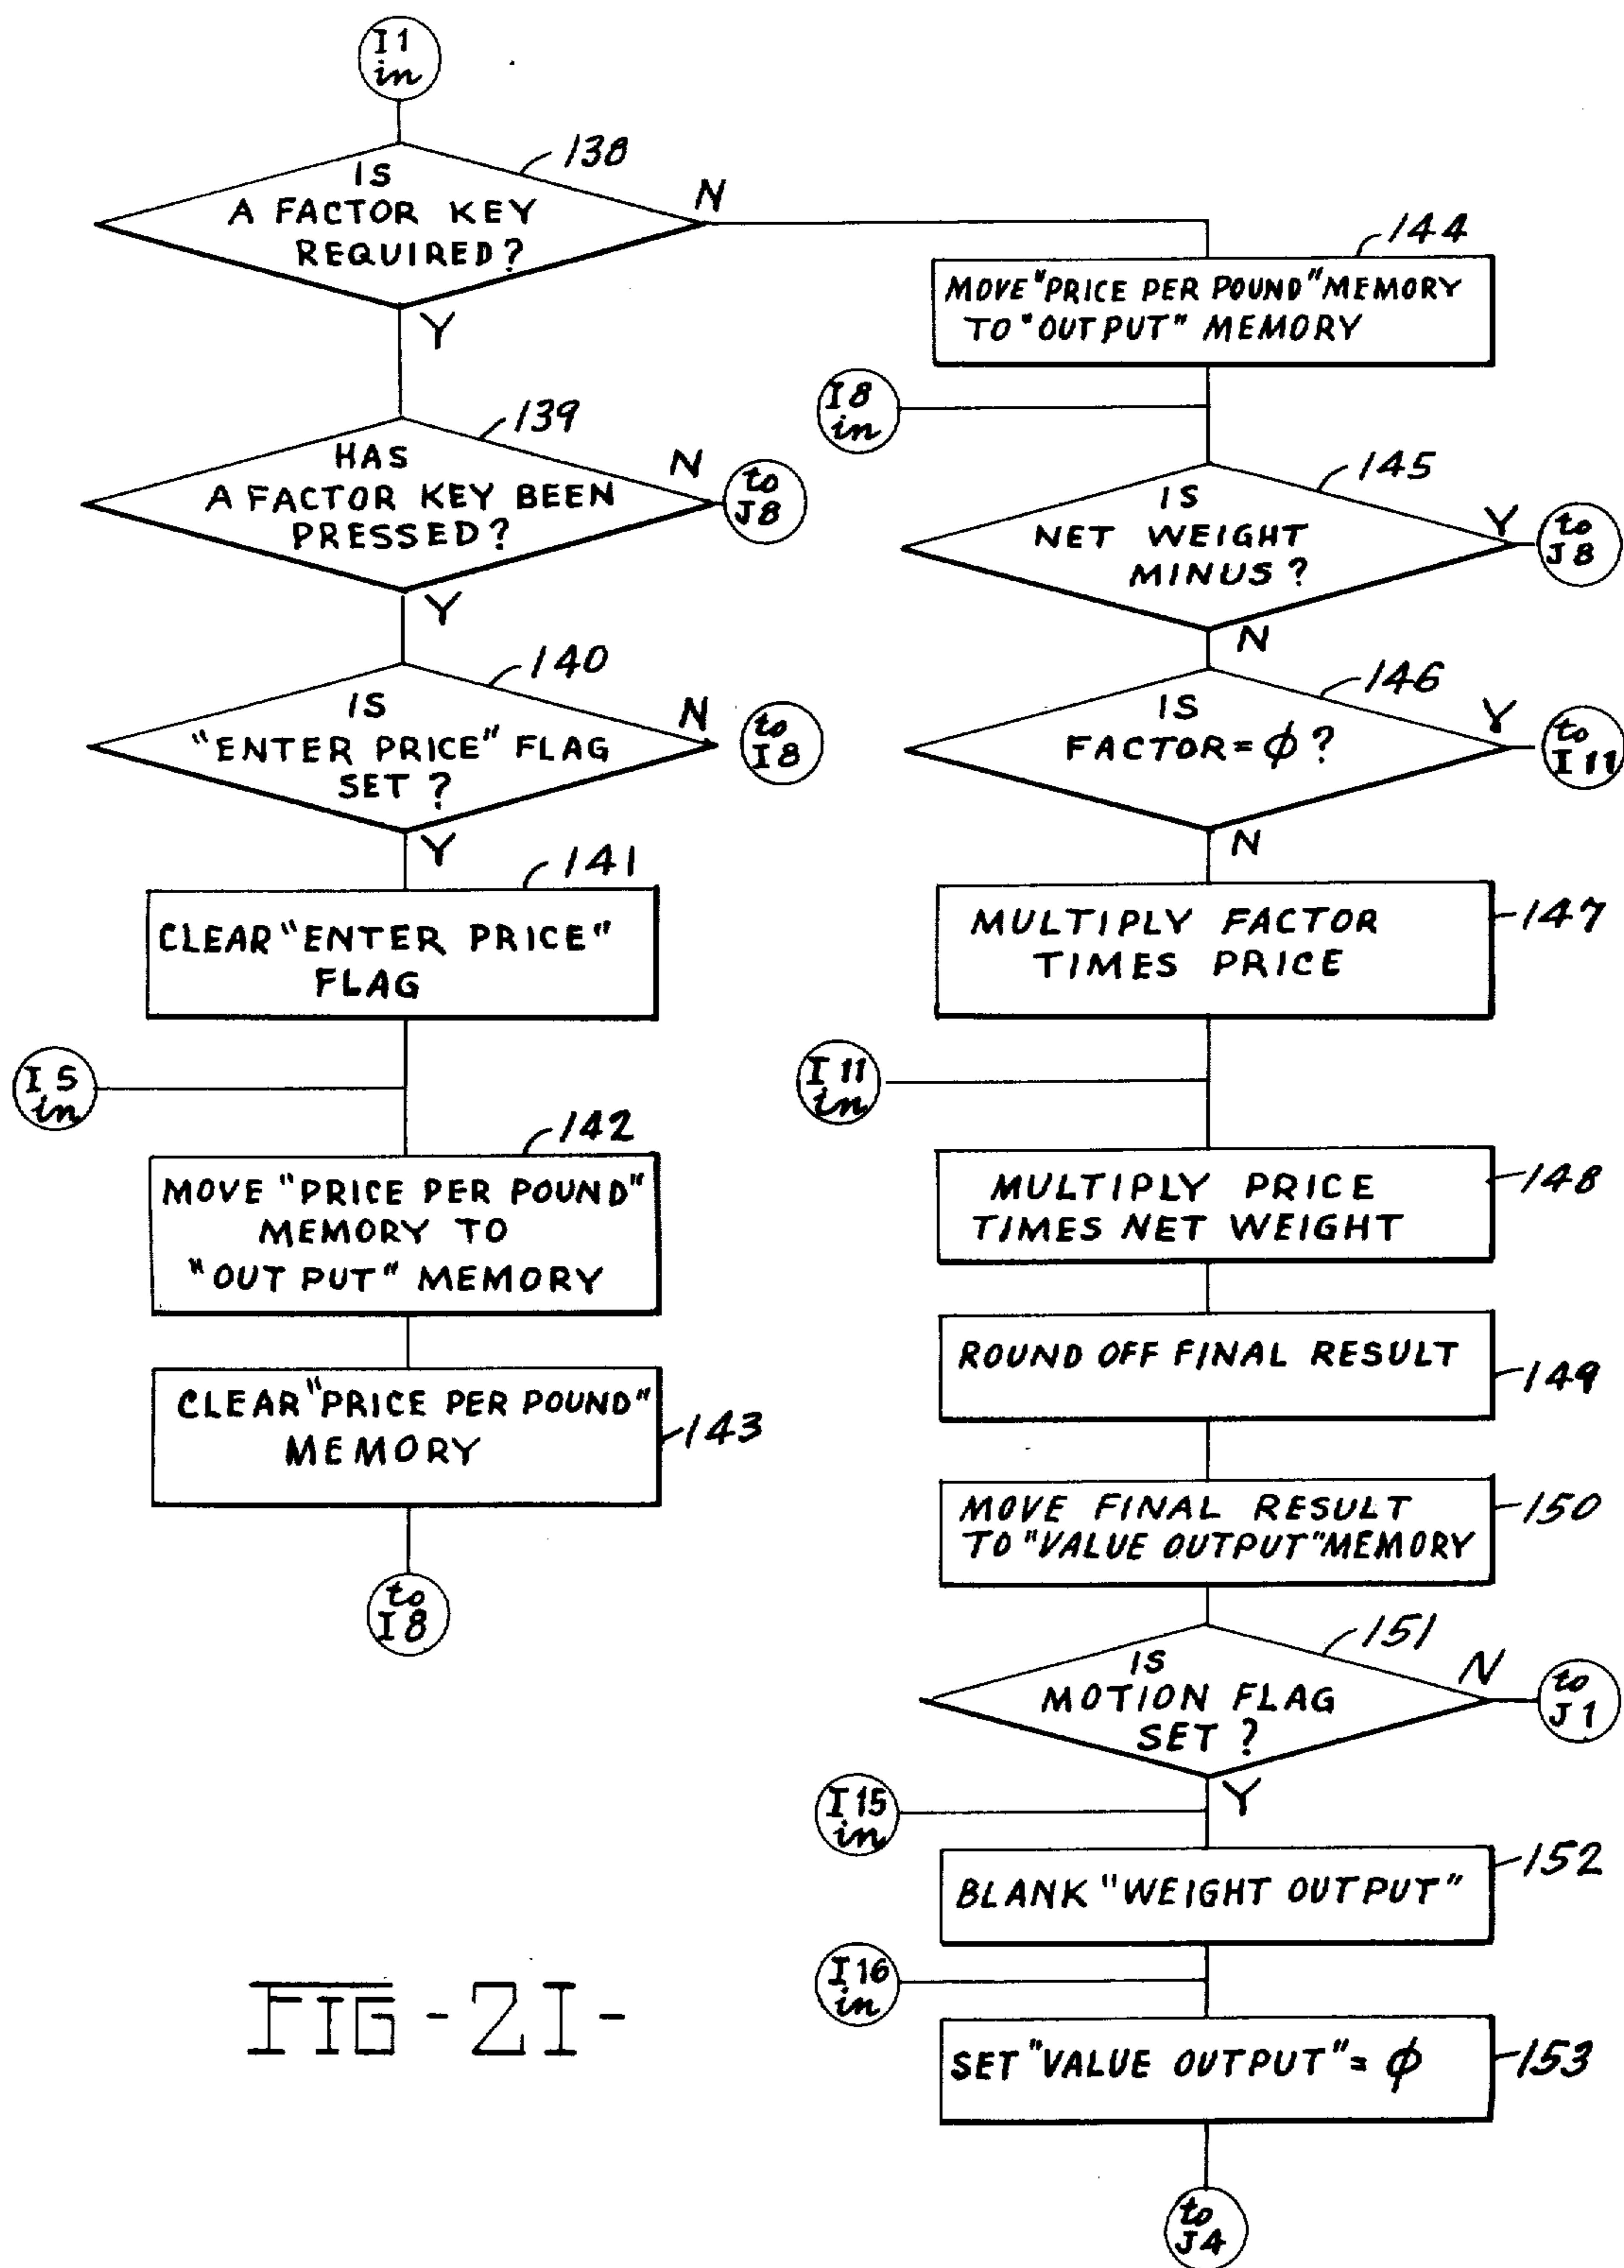 I1
in
138
IS
A FACTOR KEY
REQUIRED?
N
Y
139
HAS
A FACTOR KEY BEEN
PRESSED?
N
to
J8
Y
140
IS
"ENTER PRICE" FLAG
SET?
N
to
I8
Y
141
CLEAR "ENTER PRICE"
FLAG
I5
in
142
MOVE "PRICE PER POUND"
MEMORY TO
"OUT PUT" MEMORY
CLEAR "PRICE PER POUND"
MEMORY
143
to
I8
144
MOVE "PRICE PER POUND" MEMORY
TO "OUTPUT" MEMORY
I8
in
145
IS
NET WEIGHT
MINUS?
Y
to
J8
N
146
IS
FACTOR = ϕ?
Y
to
I11
N
MULTIPLY FACTOR
TIMES PRICE
147
I11
in
MULTIPLY PRICE
TIMES NET WEIGHT
148
ROUND OFF FINAL RESULT
149
MOVE FINAL RESULT
TO "VALUE OUTPUT" MEMORY
150
151
IS
MOTION FLAG
SET?
N
to
J1
Y
I15
in
BLANK "WEIGHT OUTPUT"
152
I16
in
SET "VALUE OUTPUT" = ϕ
153
to
J4
FIG-21-